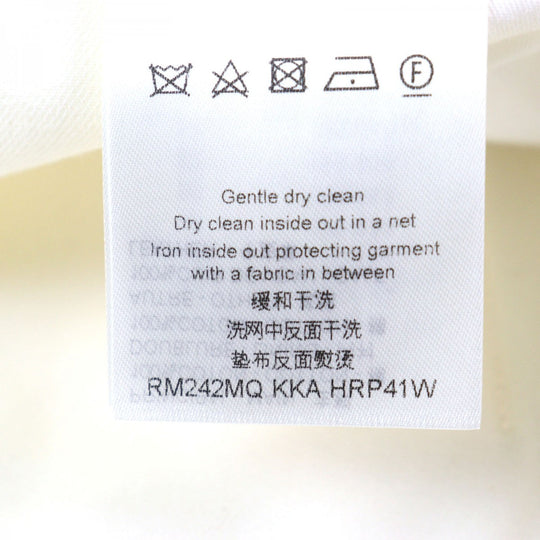 F
Gentle dry clean
Dry clean inside out in a net
Iron inside out protecting garment
with a fabric in between
缓和干洗
洗网中反面干洗
垫布反面熨烫
RM242MQ KKA HRP41W